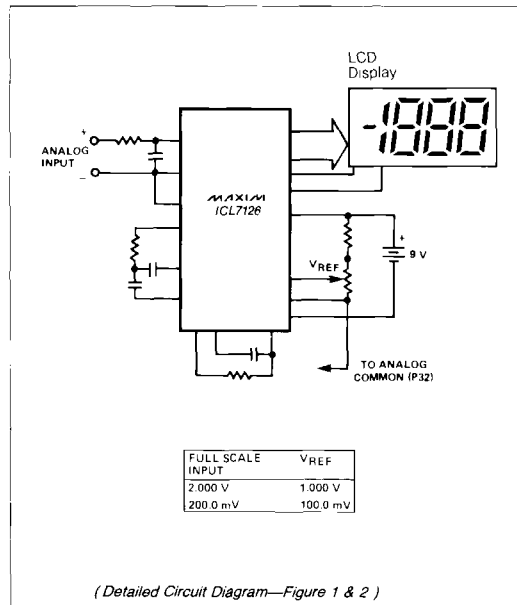 LCD
Display
-1888
+
ANALOG
INPUT
-
MAXIM
ICL7126
VREF
+
9 V
TO ANALOG
COMMON (P32)
FULL SCALE INPUT VREF
2.000 V 1.000 V
200.0 mV 100.0 mV
( Detailed Circuit Diagram—Figure 1 & 2 )